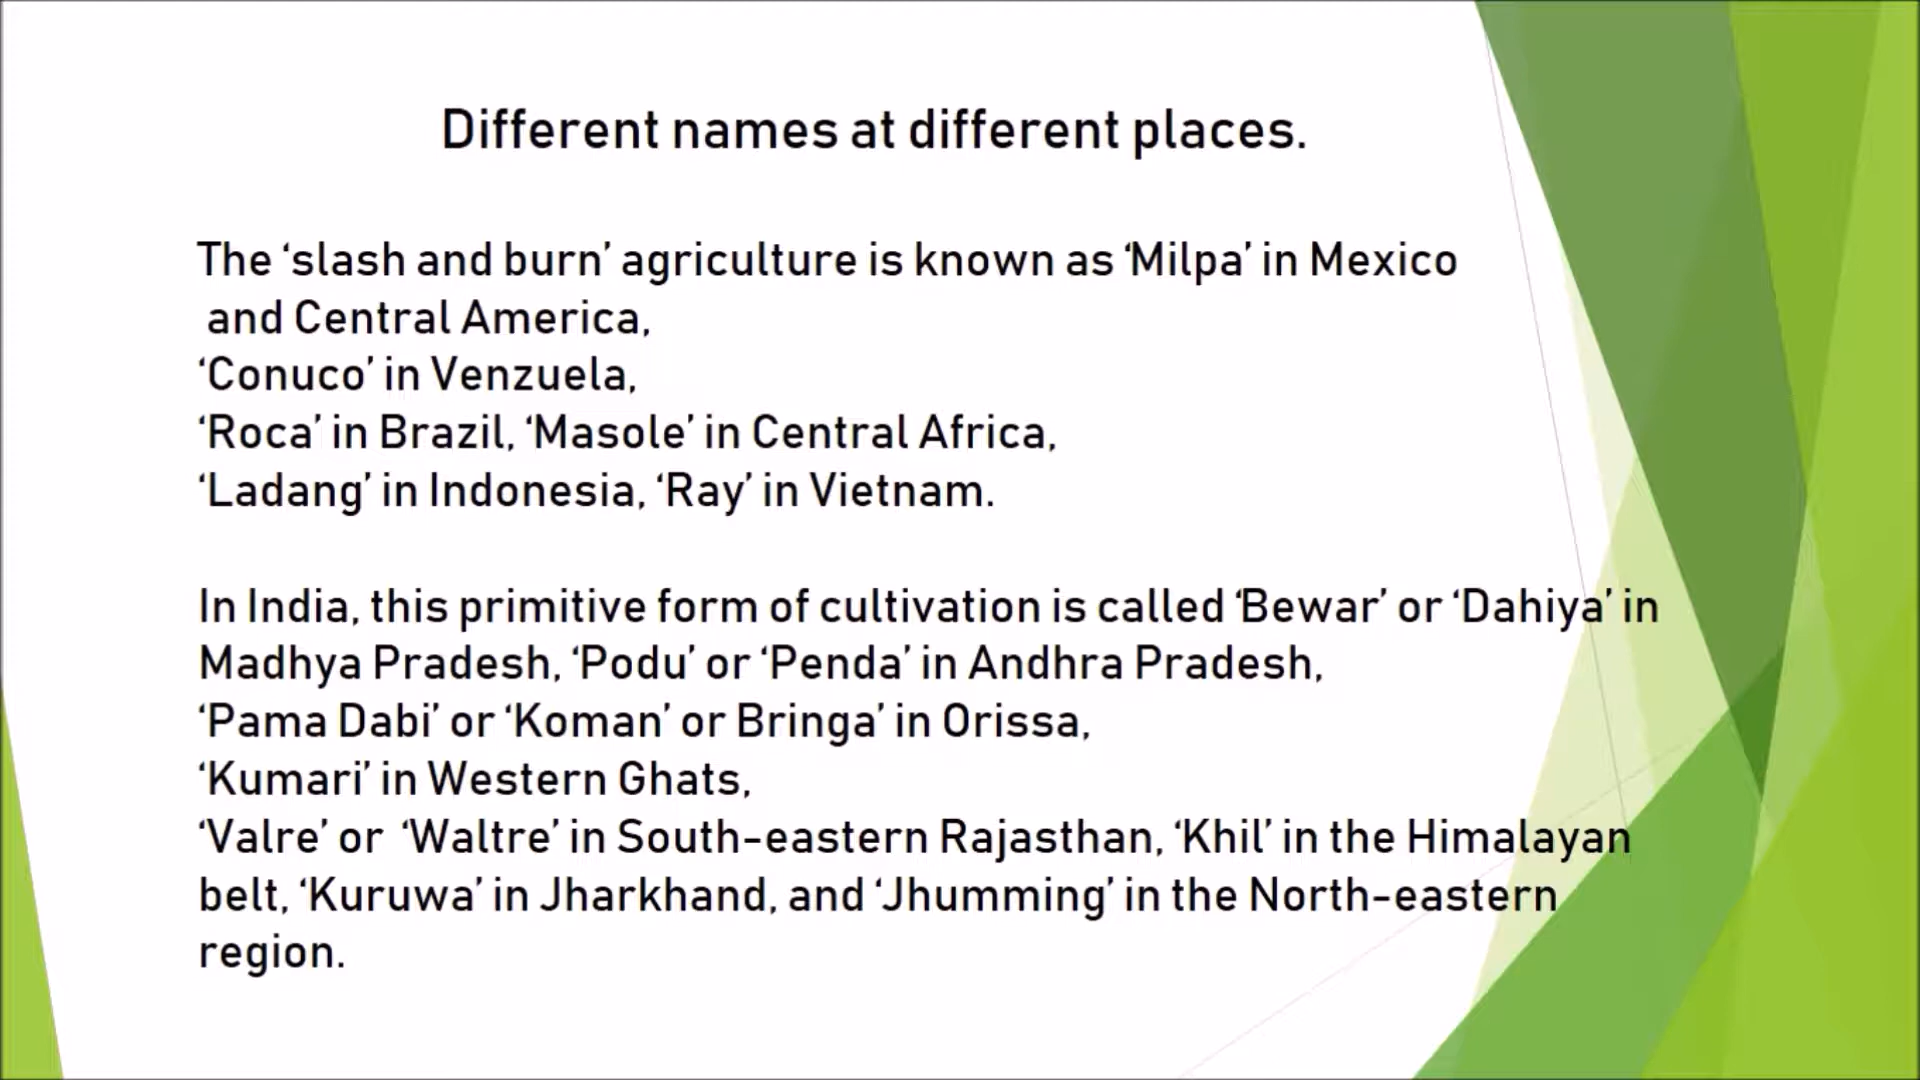 Different names at different places.
The ‘slash and burn’ agriculture is known as ‘Milpa’ in Mexico
and Central America,
‘Conuco’ in Venzuela,
‘Roca’ in Brazil, ‘Masole’ in Central Africa,
‘Ladang’ in Indonesia, ‘Ray’ in Vietnam.
In India, this primitive form of cultivation is called ‘Bewar’ or ‘Dahiya’ in
Madhya Pradesh, ‘Podu’ or ‘Penda’ in Andhra Pradesh,
‘Pama Dabi’ or ‘Koman’ or Bringa’ in Orissa,
‘Kumari’ in Western Ghats,
‘Valre’ or ‘Waltre’ in South-eastern Rajasthan, ‘Khil’ in the Himalayan
belt, ‘Kuruwa’ in Jharkhand, and ‘Jhumming’ in the North-eastern
region.